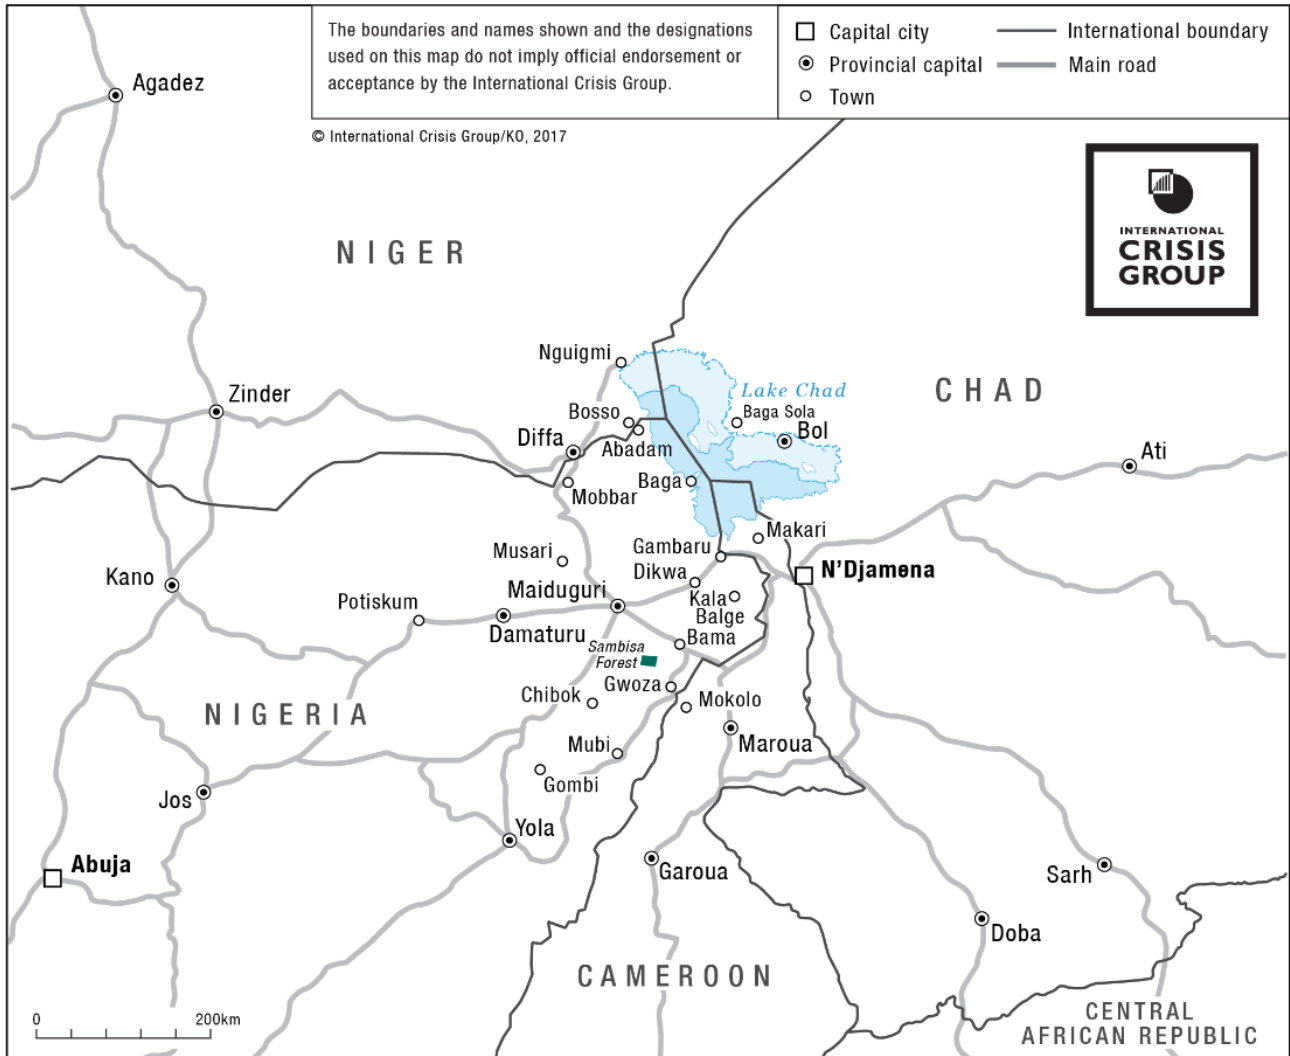 The boundaries and names shown and the designations
used on this map do not imply official endorsement or
acceptance by the International Crisis Group.
© International Crisis Group/KO, 2017
Capital city
International boundary
Provincial capital
Main road
Town
INTERNATIONAL
CRISIS
GROUP
Agadez
NIGER
Nguigmi
Zinder
Lake Chad
CHAD
Bosso
Baga Sola
Diffa
Abadam
Bol
Ati
Mobbar
Baga
Makari
Musari
Gambaru
Kano
Dikwa
N'Djamena
Maiduguri
Potiskum
Kala
Balge
Damaturu
Bama
Sambisa
Forest
Gwoza
Chibok
Mokolo
NIGERIA
Mubi
Maroua
Gombi
Jos
Yola
Abuja
Garoua
Sarh
Doba
CAMEROON
CENTRAL
AFRICAN REPUBLIC
0 200km